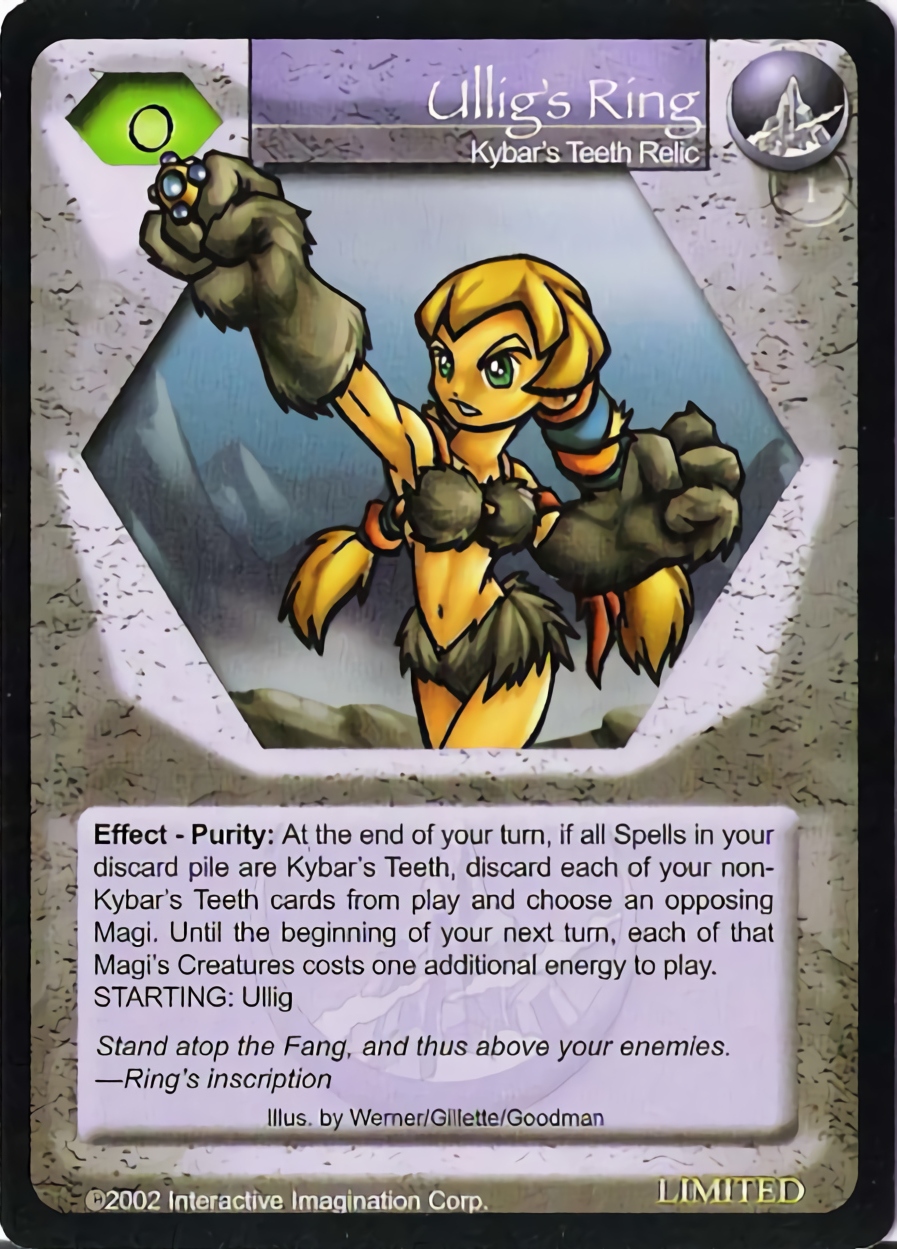 0
Ullig's Ring
Kybar's Teeth Relic
1
Effect - Purity: At the end of your turn, if all Spells in your
discard pile are Kybar's Teeth, discard each of your non-
Kybar's Teeth cards from play and choose an opposing
Magi. Until the beginning of your next turn, each of that
Magi's Creatures costs one additional energy to play.
STARTING: Ullig
Stand atop the Fang, and thus above your enemies.
—Ring's inscription
Illus. by Werner/Gillette/Goodman
©2002 Interactive Imagination Corp.
LIMITED